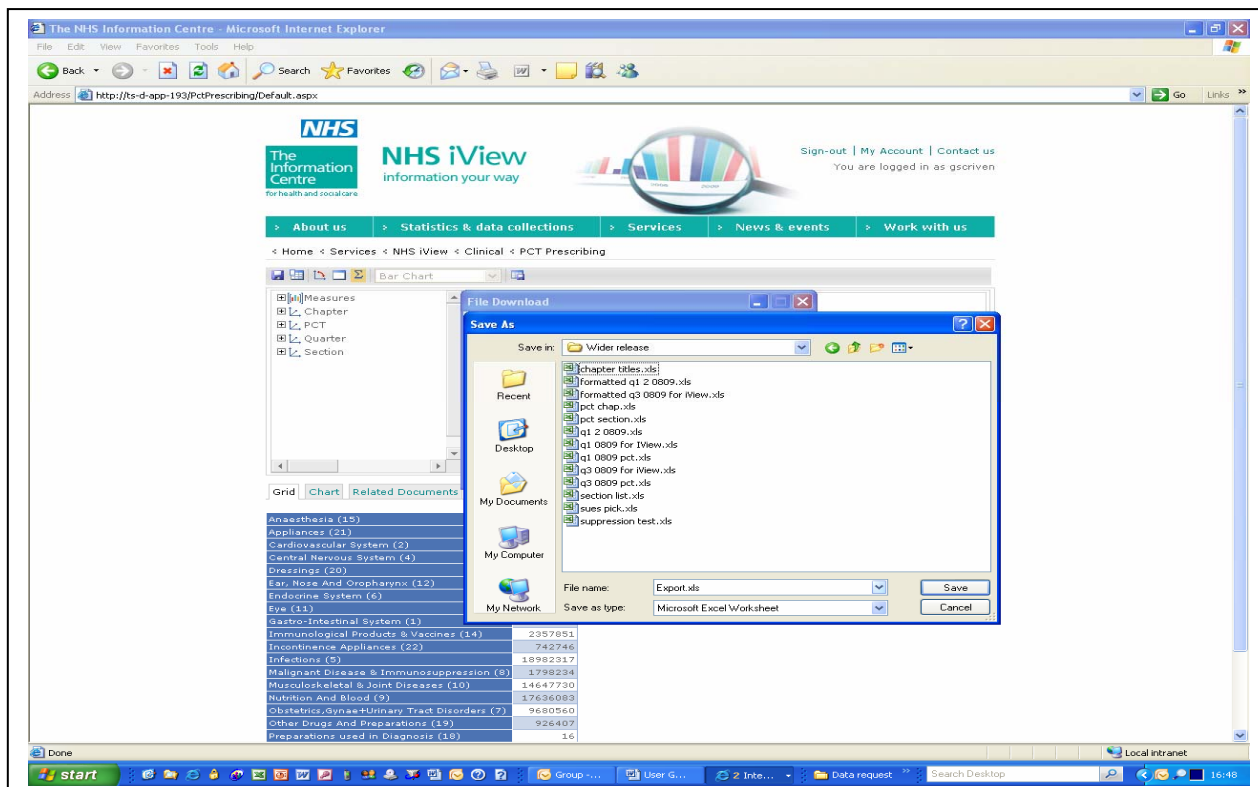 The NHS Information Centre - Microsoft Internet Explorer
File Edit View Favorites Tools Help
Back Search Favorites
Address http://ts-d-app-193/PctPrescribing/Default.aspx Go Links »
NHS
The
Information
Centre
for health and social care
NHS iView
information your way
Sign-out | My Account | Contact us
You are logged in as gscriven
> About us > Statistics & data collections > Services > News & events > Work with us
< Home < Services < NHS iView < Clinical < PCT Prescribing
Bar Chart
Measures
Chapter
PCT
Quarter
Section
File Download
Save As
Save in: Wider release
Recent
Desktop
My Documents
My Computer
My Network
chapter titles.xls
formatted q1 2 0809.xls
formatted q3 0809 for iView.xls
pct chap.xls
pct section.xls
q1 2 0809.xls
q1 0809 for IView.xls
q1 0809 pct.xls
q3 0809 for iView.xls
q3 0809 pct.xls
section list.xls
sues pick.xls
suppression test.xls
File name: Export.xls Save
Save as type: Microsoft Excel Worksheet Cancel
Grid Chart Related Documents
Anaesthesia (15)
Appliances (21)
Cardiovascular System (2)
Central Nervous System (4)
Dressings (20)
Ear, Nose And Oropharynx (12)
Endocrine System (6)
Eye (11)
Gastro-Intestinal System (1)
Immunological Products & Vaccines (14) 2357851
Incontinence Appliances (22) 742746
Infections (5) 18982317
Malignant Disease & Immunosuppression (8) 1798234
Musculoskeletal & Joint Diseases (10) 14647730
Nutrition And Blood (9) 17636083
Obstetrics,Gynae+Urinary Tract Disorders (7) 9680560
Other Drugs And Preparations (19) 926407
Preparations used in Diagnosis (18) 16
Done Local intranet
start Group -... User G... 2 Inte... Data request » Search Desktop 16:48